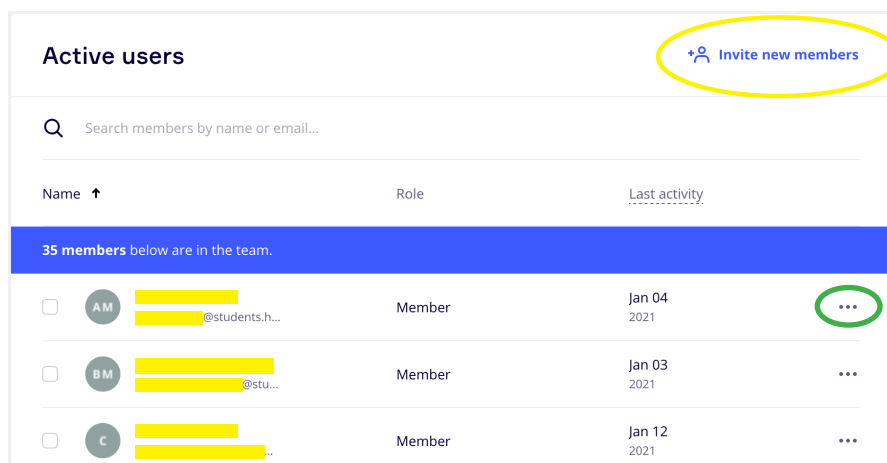 Active users
Invite new members
Search members by name or email...
Name Role Last activity
35 members below are in the team.
AM
@students.h...
Member
Jan 04
2021
BM
@stu...
Member
Jan 03
2021
C
...
Member
Jan 12
2021